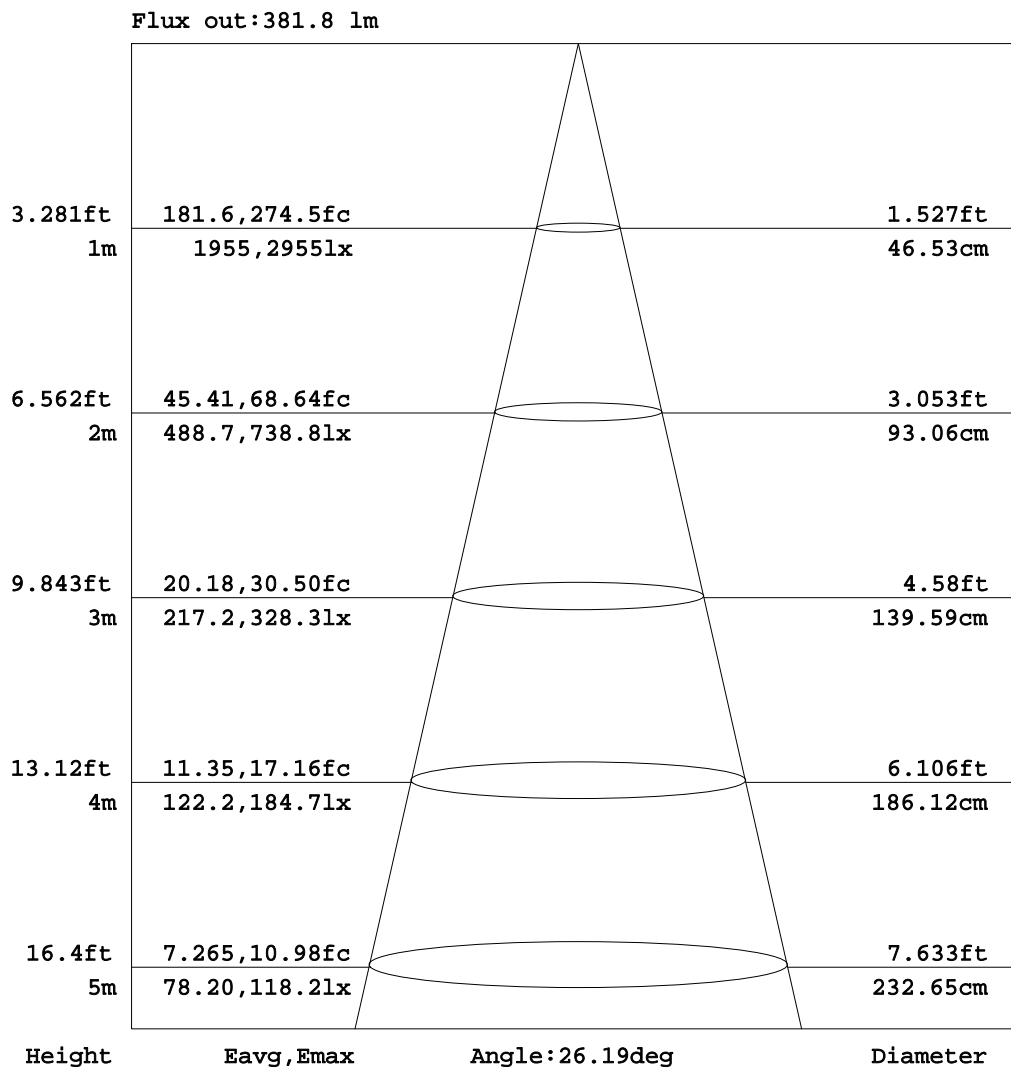 Flux out:381.8 lm
3.281ft 181.6,274.5fc 1.527ft
1m 1955,2955lx 46.53cm
6.562ft 45.41,68.64fc 3.053ft
2m 488.7,738.8lx 93.06cm
9.843ft 20.18,30.50fc 4.58ft
3m 217.2,328.3lx 139.59cm
13.12ft 11.35,17.16fc 6.106ft
4m 122.2,184.7lx 186.12cm
16.4ft 7.265,10.98fc 7.633ft
5m 78.20,118.2lx 232.65cm
Height Eavg,Emax Angle:26.19deg Diameter